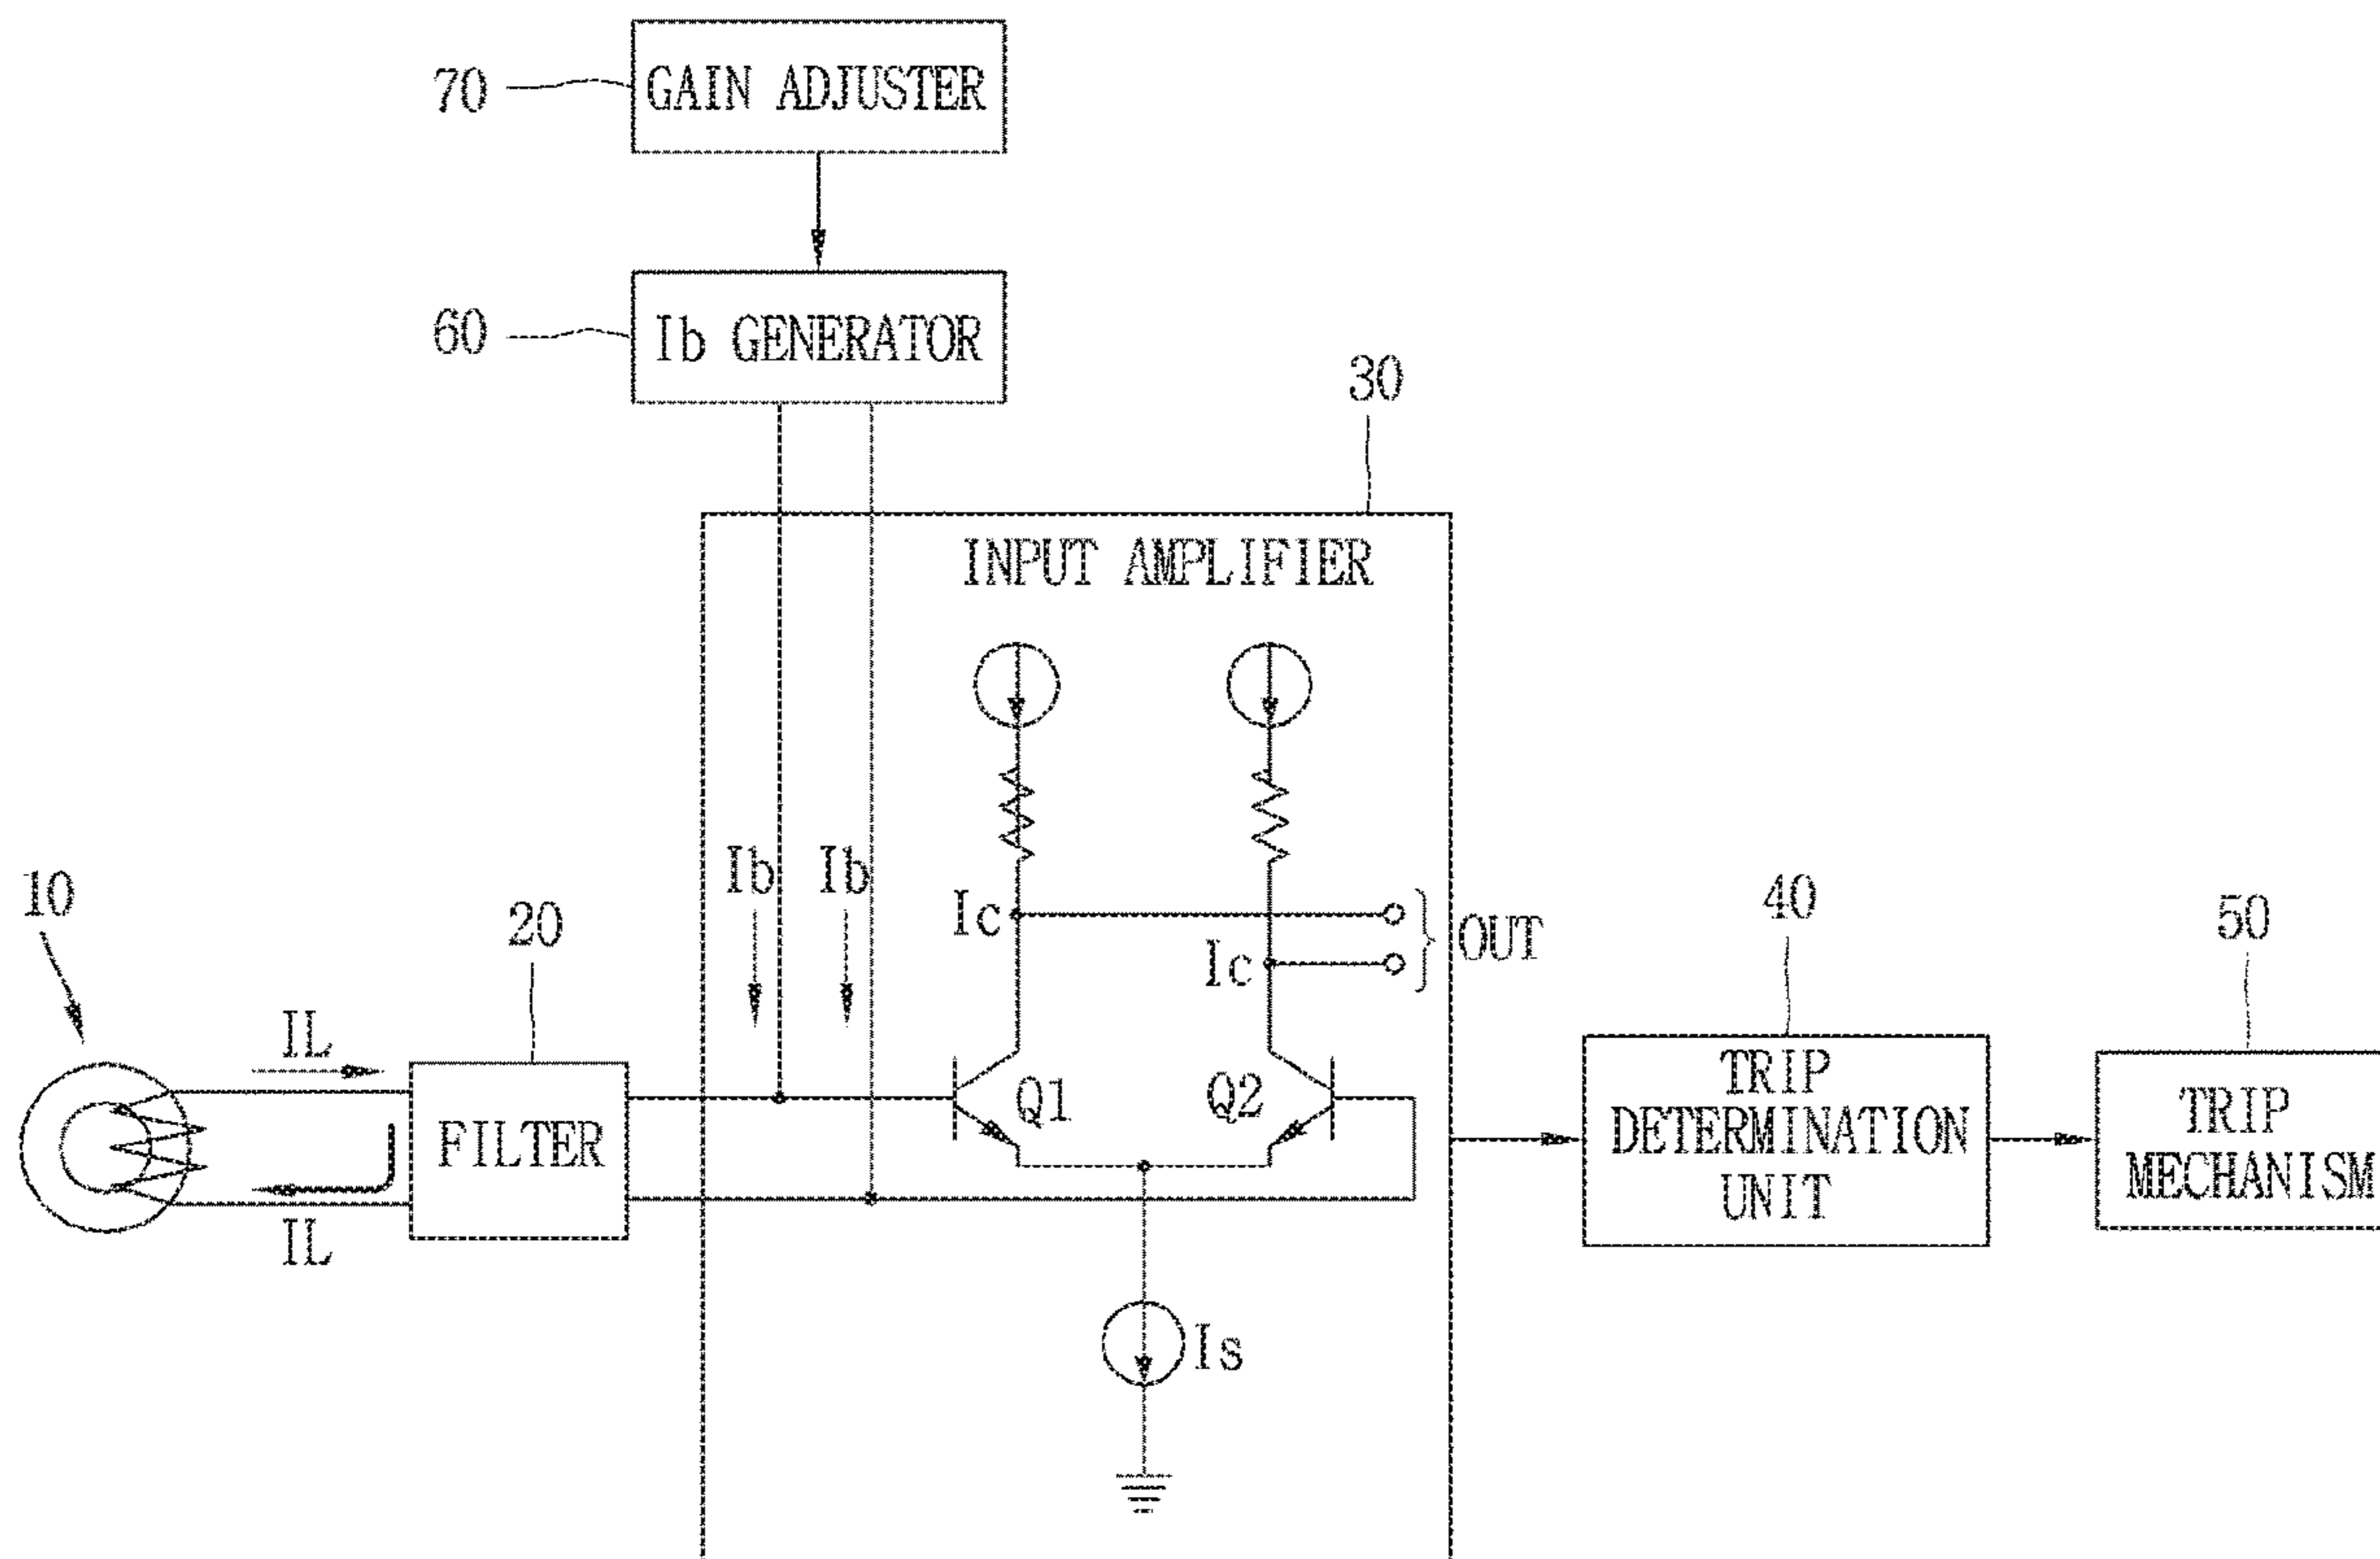 70
GAIN ADJUSTER
60
Ib GENERATOR
30
INPUT AMPLIFIER
Ib
Ib
10
20
Ic
Ic
OUT
40
50
IL
FILTER
IL
Q1
Q2
TRIP
DETERMINATION
UNIT
TRIP
MECHANISM
Is